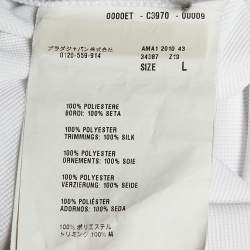 0000ET - C3970 - 00009
プラダジャパン株式会社
0120-559-914
AMA1 2010 43
34387 Z19
SIZE L
100% POLIESTERE
BORDI: 100% SETA
100% POLYESTER
TRIMMINGS: 100% SILK
100% POLYESTER
ORNEMENTS: 100% SOIE
100% POLYESTER
VERZIERUNG: 100% SEIDE
100% POLIÉSTER
ADORNOS: 100% SEDA
100% ポリエステル
トリミング 100% 絹